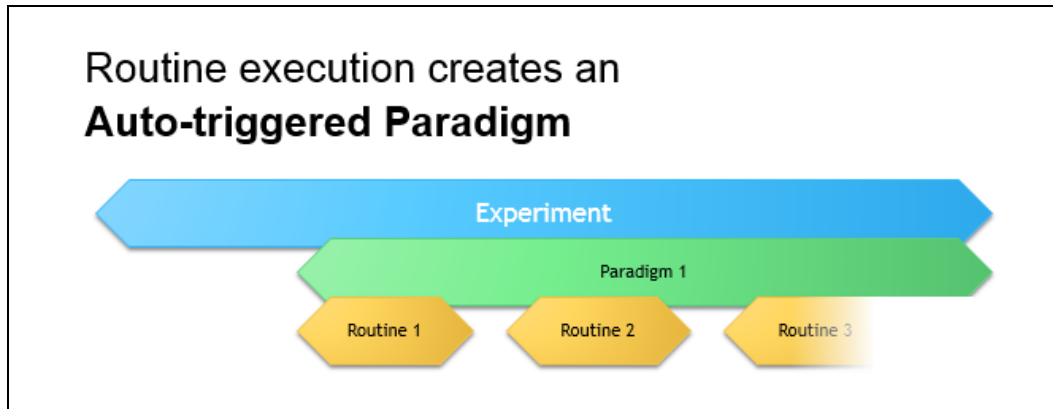 Routine execution creates an
Auto-triggered Paradigm
Experiment
Paradigm 1
Routine 1
Routine 2
Routine 3